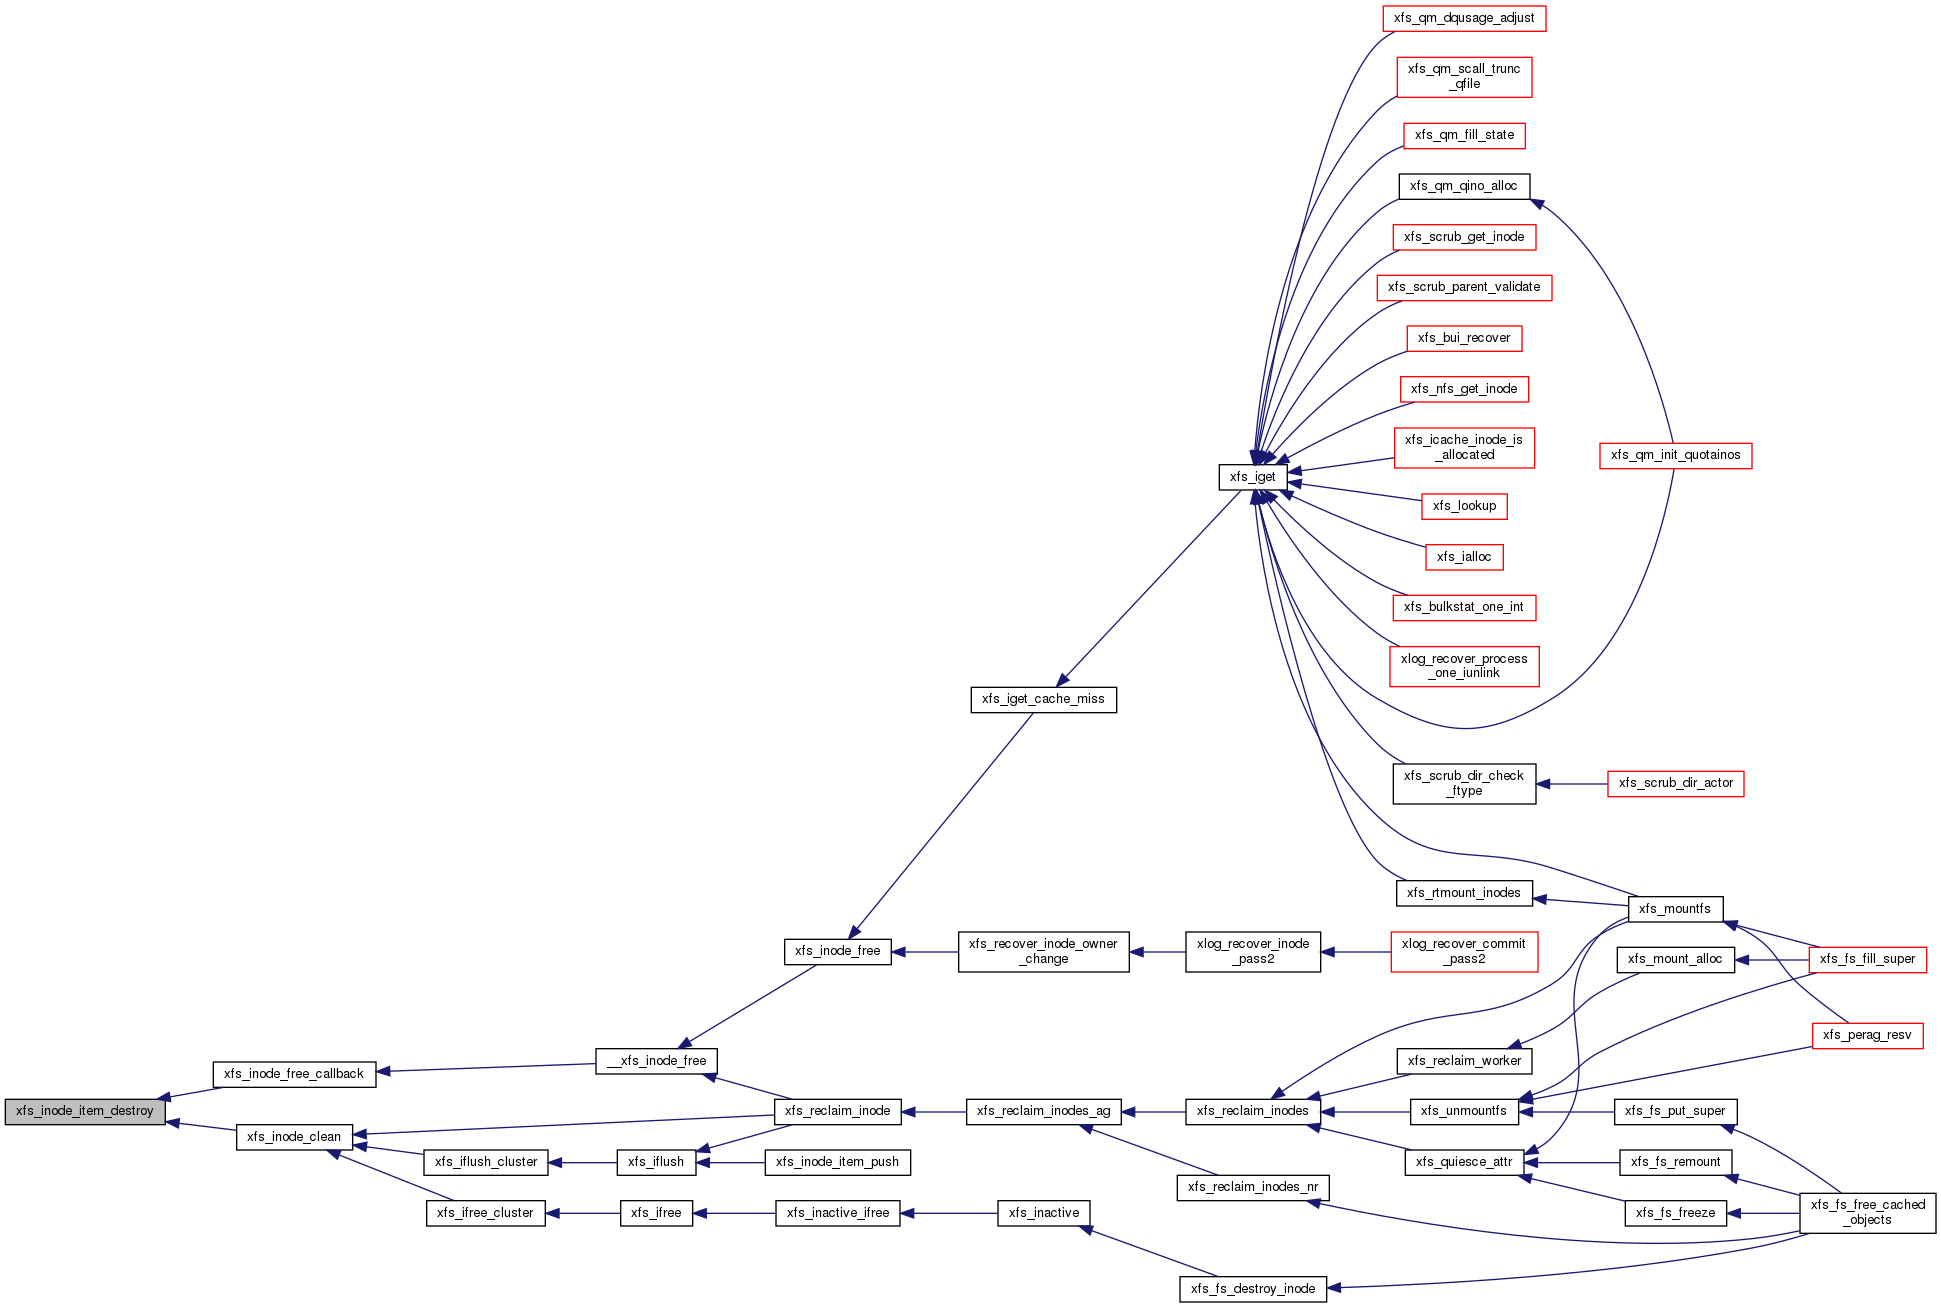 xfs_qm_dqusage_adjust
xfs_qm_scall_trunc
_qfile
xfs_qm_fill_state
xfs_qm_qino_alloc
xfs_scrub_get_inode
xfs_scrub_parent_validate
xfs_bui_recover
xfs_nfs_get_inode
xfs_icache_inode_is
_allocated
xfs_qm_init_quotainos
xfs_iget
xfs_lookup
xfs_ialloc
xfs_bulkstat_one_int
xlog_recover_process
_one_iunlink
xfs_iget_cache_miss
xfs_scrub_dir_check
_ftype
xfs_scrub_dir_actor
xfs_rtmount_inodes
xfs_mountfs
xfs_inode_free
xfs_recover_inode_owner
_change
xlog_recover_inode
_pass2
xlog_recover_commit
_pass2
xfs_mount_alloc
xfs_fs_fill_super
xfs_perag_resv
__xfs_inode_free
xfs_reclaim_worker
xfs_inode_free_callback
xfs_inode_item_destroy
xfs_reclaim_inode
xfs_reclaim_inodes_ag
xfs_reclaim_inodes
xfs_unmountfs
xfs_fs_put_super
xfs_inode_clean
xfs_iflush_cluster
xfs_iflush
xfs_inode_item_push
xfs_quiesce_attr
xfs_fs_remount
xfs_reclaim_inodes_nr
xfs_ifree_cluster
xfs_ifree
xfs_inactive_ifree
xfs_inactive
xfs_fs_freeze
xfs_fs_free_cached
_objects
xfs_fs_destroy_inode